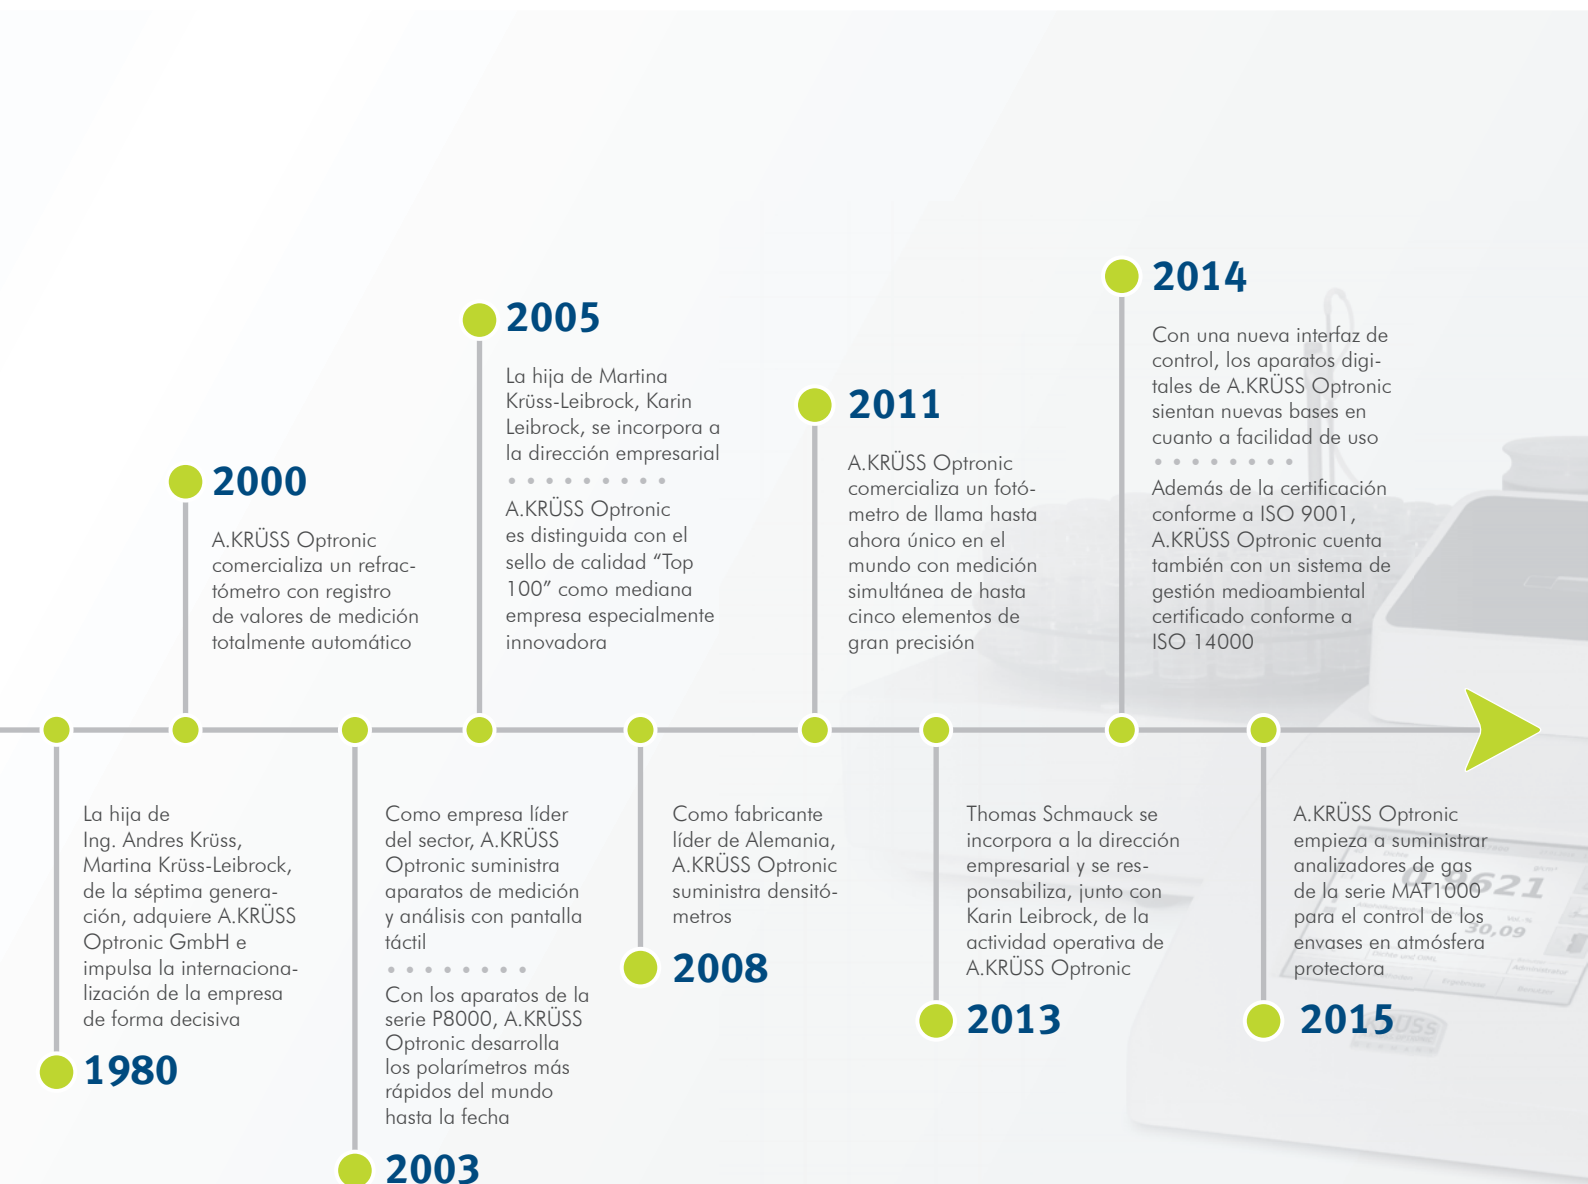 2014
Con una nueva interfaz de
control, los aparatos digi-
tales de A.KRÜSS Optronic
sientan nuevas bases en
cuanto a facilidad de uso
Además de la certificación
conforme a ISO 9001,
A.KRÜSS Optronic cuenta
también con un sistema de
gestión medioambiental
certificado conforme a
ISO 14000
2005
La hija de Martina
Krüss-Leibrock, Karin
Leibrock, se incorpora a
la dirección empresarial
A.KRÜSS Optronic
es distinguida con el
sello de calidad “Top
100” como mediana
empresa especialmente
innovadora
2011
A.KRÜSS Optronic
comercializa un fotó-
metro de llama hasta
ahora único en el
mundo con medición
simultánea de hasta
cinco elementos de
gran precisión
2000
A.KRÜSS Optronic
comercializa un refrac-
tómetro con registro
de valores de medición
totalmente automático
La hija de
Ing. Andres Krüss,
Martina Krüss-Leibrock,
de la séptima genera-
ción, adquiere A.KRÜSS
Optronic GmbH e
impulsa la internaciona-
lización de la empresa
de forma decisiva
1980
Como empresa líder
del sector, A.KRÜSS
Optronic suministra
aparatos de medición
y análisis con pantalla
táctil
Con los aparatos de la
serie P8000, A.KRÜSS
Optronic desarrolla
los polarímetros más
rápidos del mundo
hasta la fecha
2003
Como fabricante
líder de Alemania,
A.KRÜSS Optronic
suministra densitó-
metros
2008
Thomas Schmauck se
incorpora a la dirección
empresarial y se res-
ponsabiliza, junto con
Karin Leibrock, de la
actividad operativa de
A.KRÜSS Optronic
2013
A.KRÜSS Optronic
empieza a suministrar
analizadores de gas
de la serie MAT1000
para el control de los
envases en atmósfera
protectora
2015
0,8621
30,09
KRÜSS